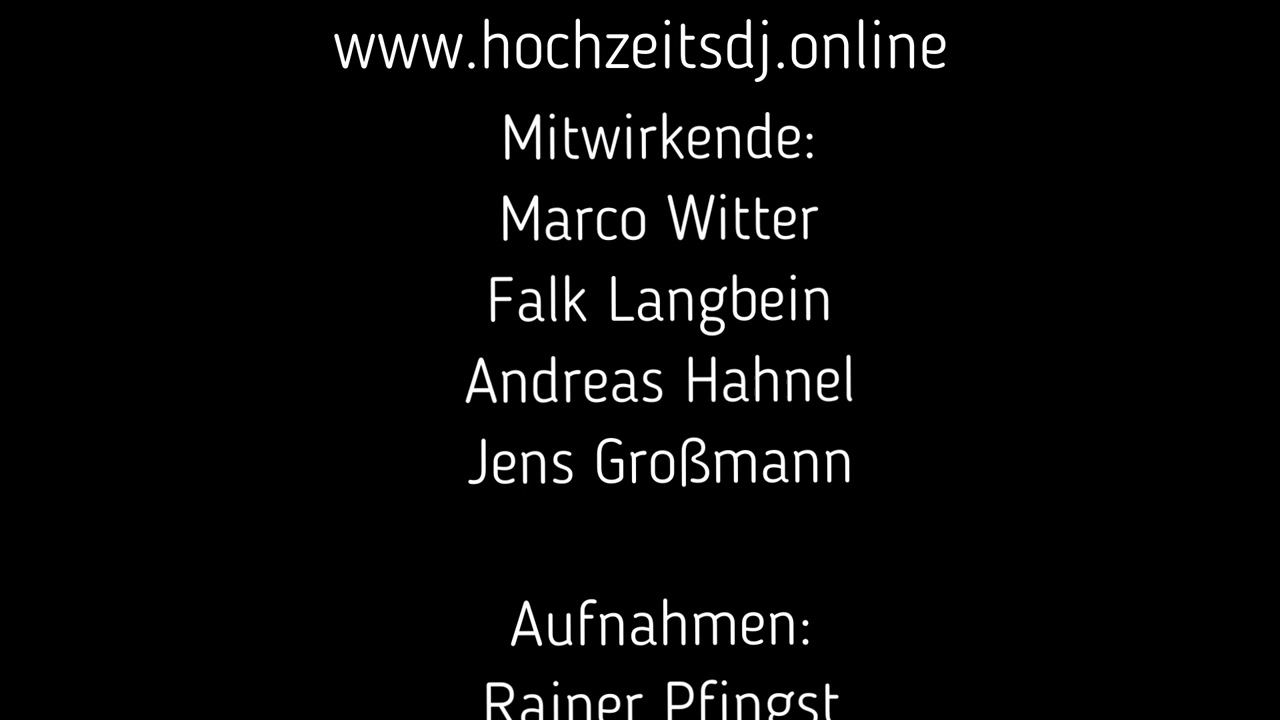 www.hochzeitsdj.online
Mitwirkende:
Marco Witter
Falk Langbein
Andreas Hahnel
Jens Großmann
Aufnahmen:
Rainer Pfingst